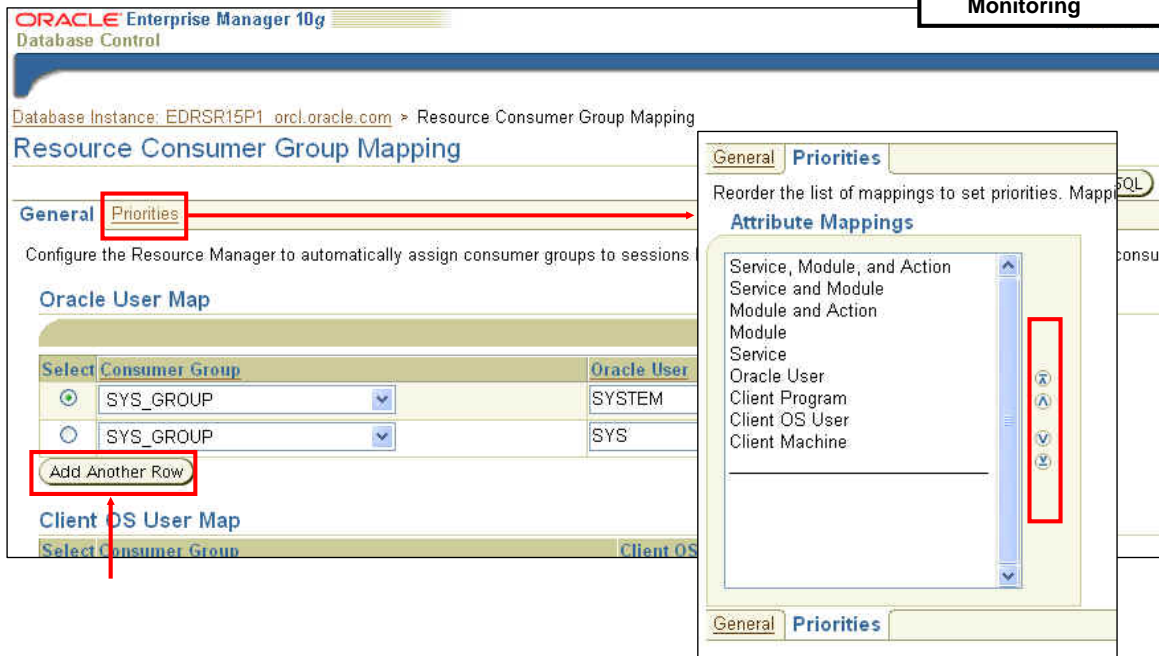 Monitoring
ORACLE Enterprise Manager 10g
Database Control
Database Instance: EDRSR15P1_orcl.oracle.com > Resource Consumer Group Mapping
Resource Consumer Group Mapping
General Priorities
Configure the Resource Manager to automatically assign consumer groups to sessions
Oracle User Map
Select Consumer Group Oracle User
SYS_GROUP SYSTEM
SYS_GROUP SYS
Add Another Row
Client OS User Map
Select Consumer Group Client OS
General Priorities
Reorder the list of mappings to set priorities.
Attribute Mappings
Service, Module, and Action
Service and Module
Module and Action
Module
Service
Oracle User
Client Program
Client OS User
Client Machine
General Priorities